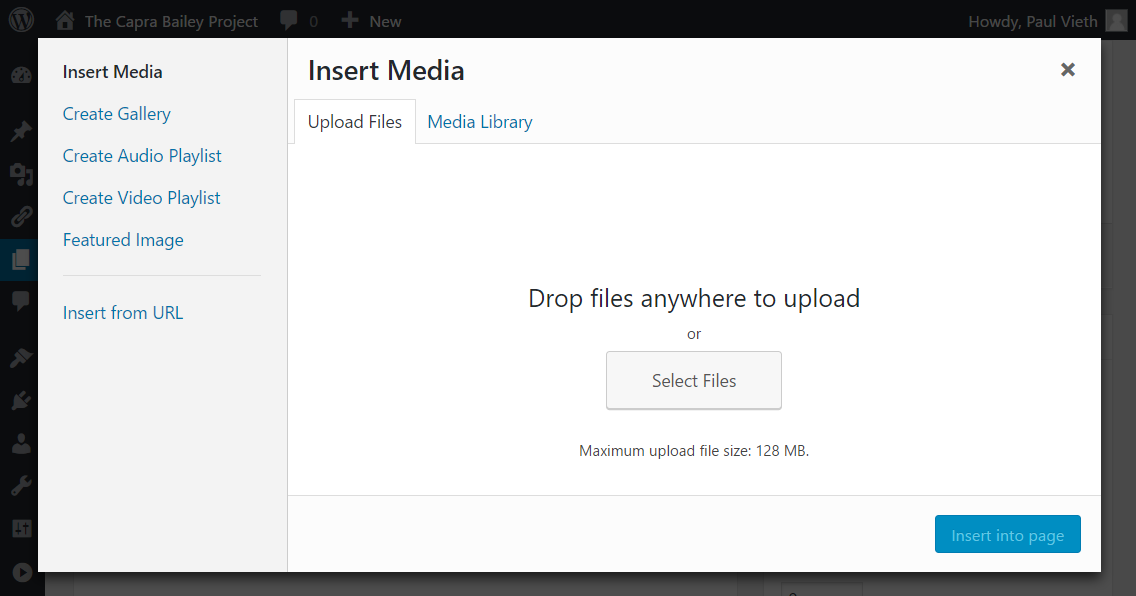 The Capra Bailey Project 0 New Howdy, Paul Vieth
Insert Media
Create Gallery
Create Audio Playlist
Create Video Playlist
Featured Image
Insert from URL
Insert Media
Upload Files Media Library
Drop files anywhere to upload
or
Select Files
Maximum upload file size: 128 MB.
Insert into page